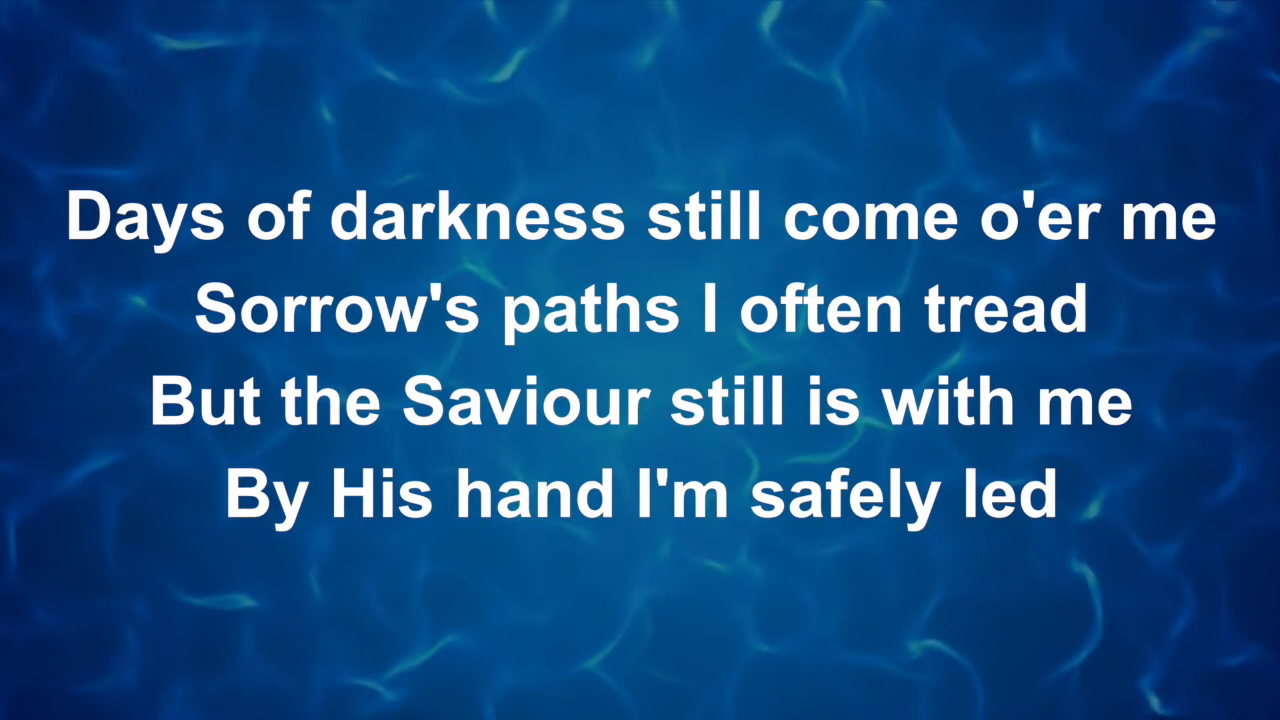 Days of darkness still come o'er me
Sorrow's paths I often tread
But the Saviour still is with me
By His hand I'm safely led